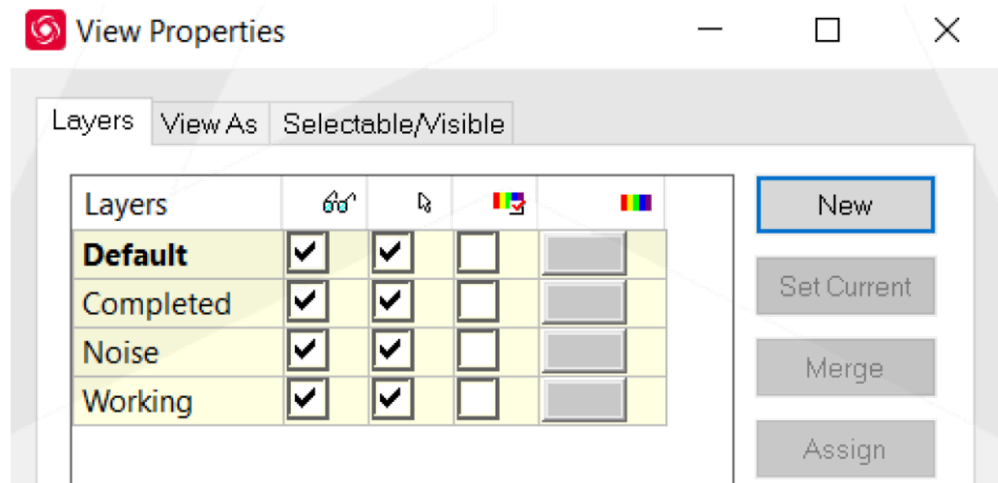 View Properties
Layers View As Selectable/Visible
Layers
New
Default
Set Current
Completed
Noise
Merge
Working
Assign